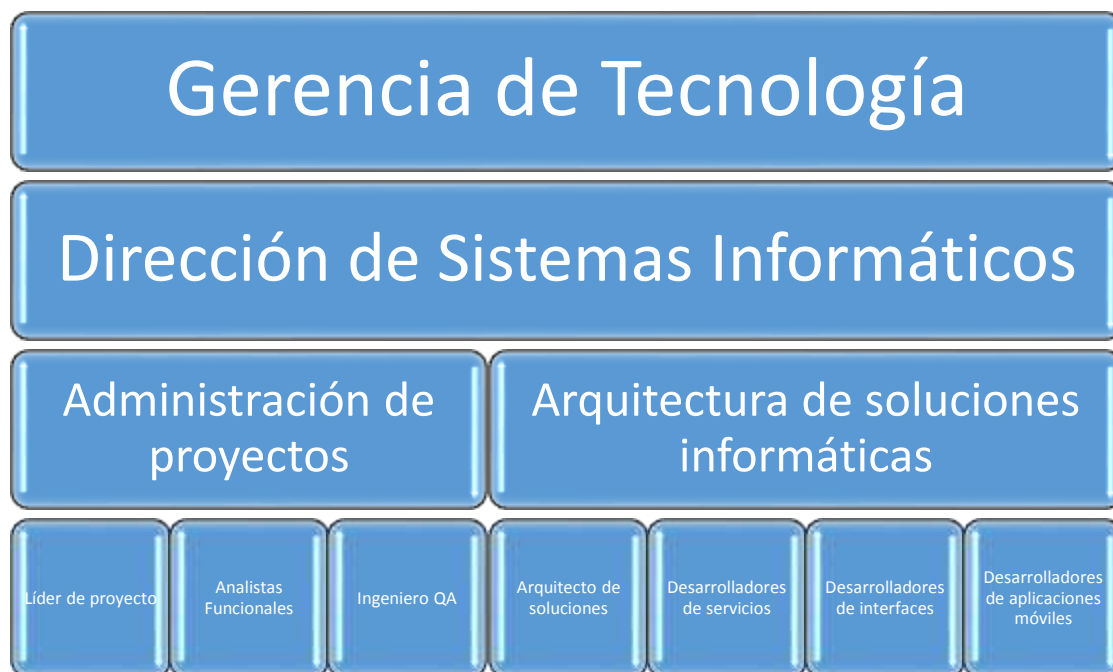 Gerencia de Tecnología
Dirección de Sistemas Informáticos
Administración de
proyectos
Arquitectura de soluciones
informáticas
Líder de proyecto
Analistas
Funcionales
Ingeniero QA
Arquitecto de
soluciones
Desarrolladores
de servicios
Desarrolladores
de interfaces
Desarrolladores
de aplicaciones
móviles